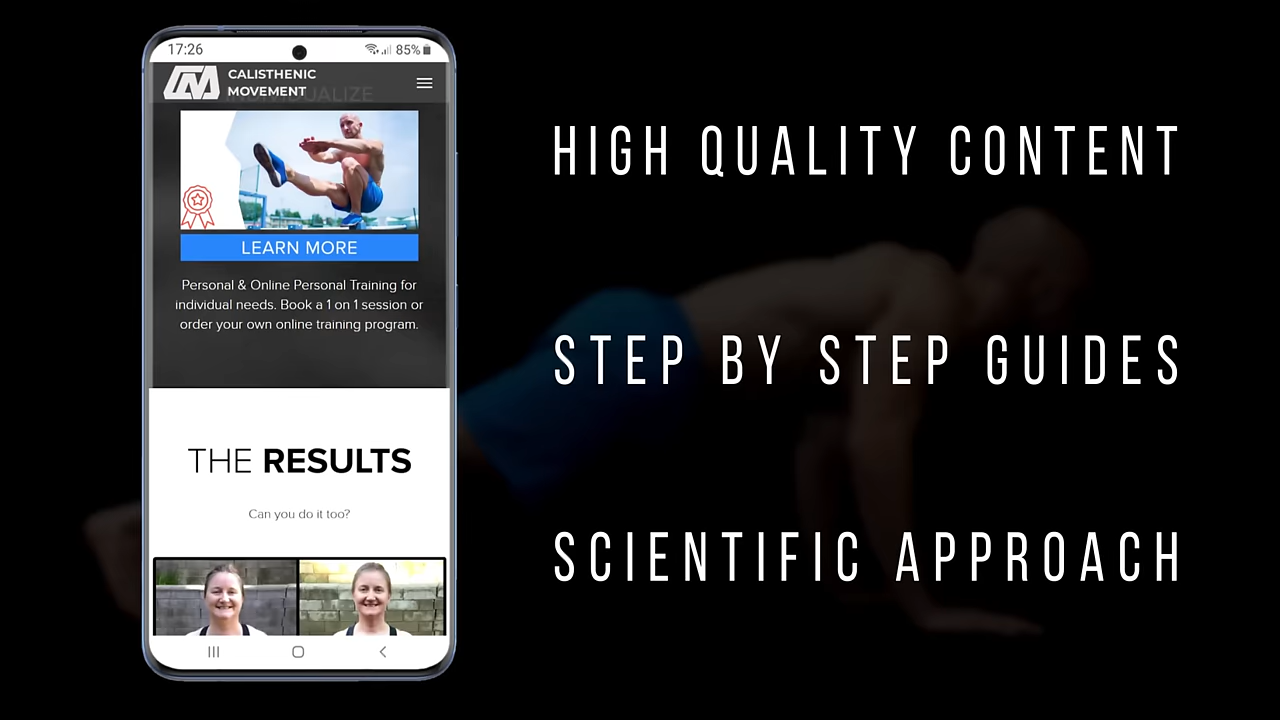 17:26
85%
CALISTHENIC
MOVEMENT
INDIVIDUALIZE
LEARN MORE
Personal & Online Personal Training for
individual needs. Book a 1 on 1 session or
order your own online training program.
THE RESULTS
Can you do it too?
HIGH QUALITY CONTENT
STEP BY STEP GUIDES
SCIENTIFIC APPROACH